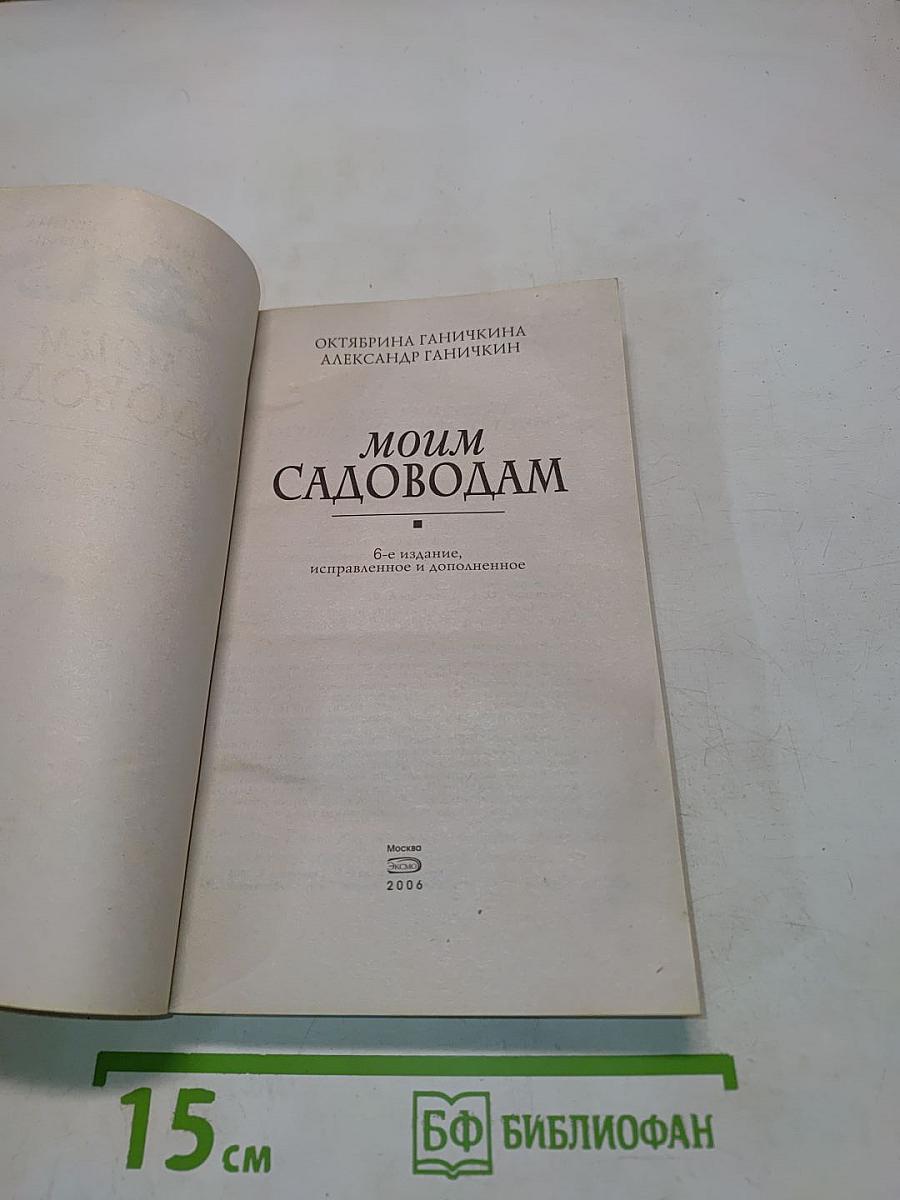 ОКТЯБРИНА ГАНИЧКИНА
АЛЕКСАНДР ГАНИЧКИН
МОИМ
САДОВОДАМ
6-е издание,
исправленное и дополненное
Москва
ЭКСМО
2006
15 см
БФ БИБЛИОФАН